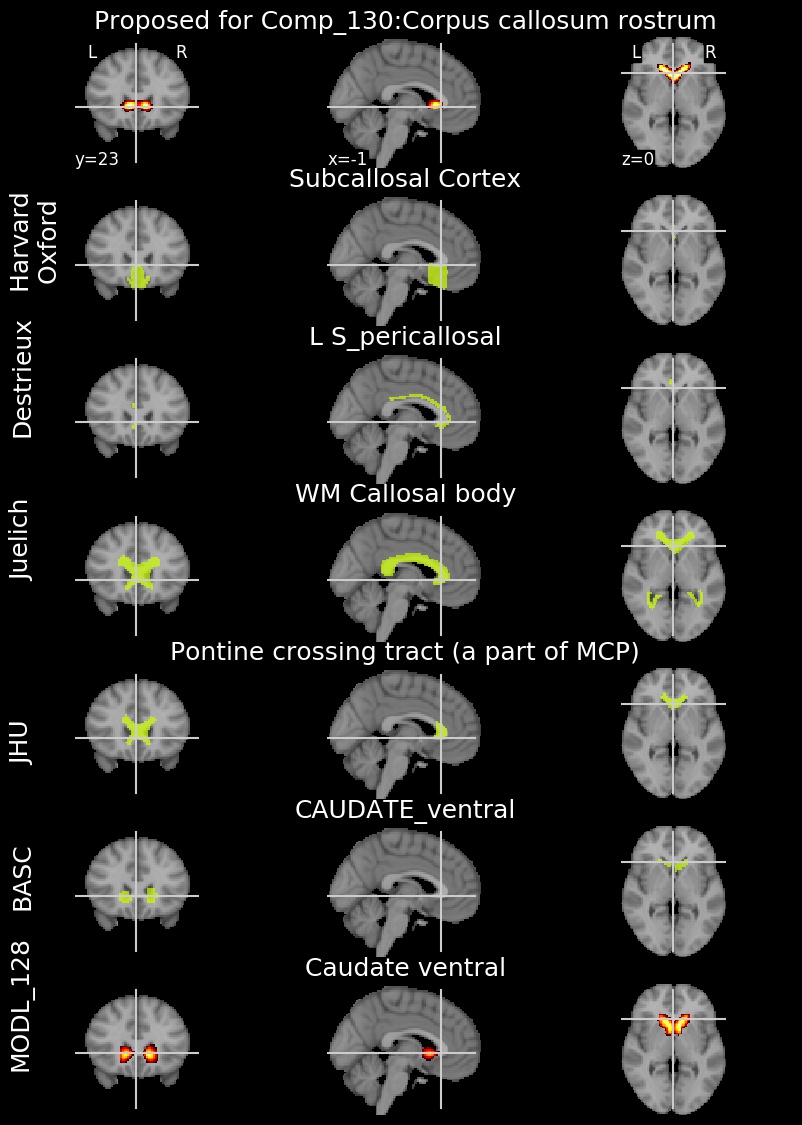 Proposed for Comp_130:Corpus callosum rostrum
L R L R
y=23 x=-1 z=0
Subcallosal Cortex
Harvard
Oxford
L S_pericallosal
Destrieux
WM Callosal body
Juelich
Pontine crossing tract (a part of MCP)
JHU
CAUDATE_ventral
BASC
Caudate ventral
MODL_128